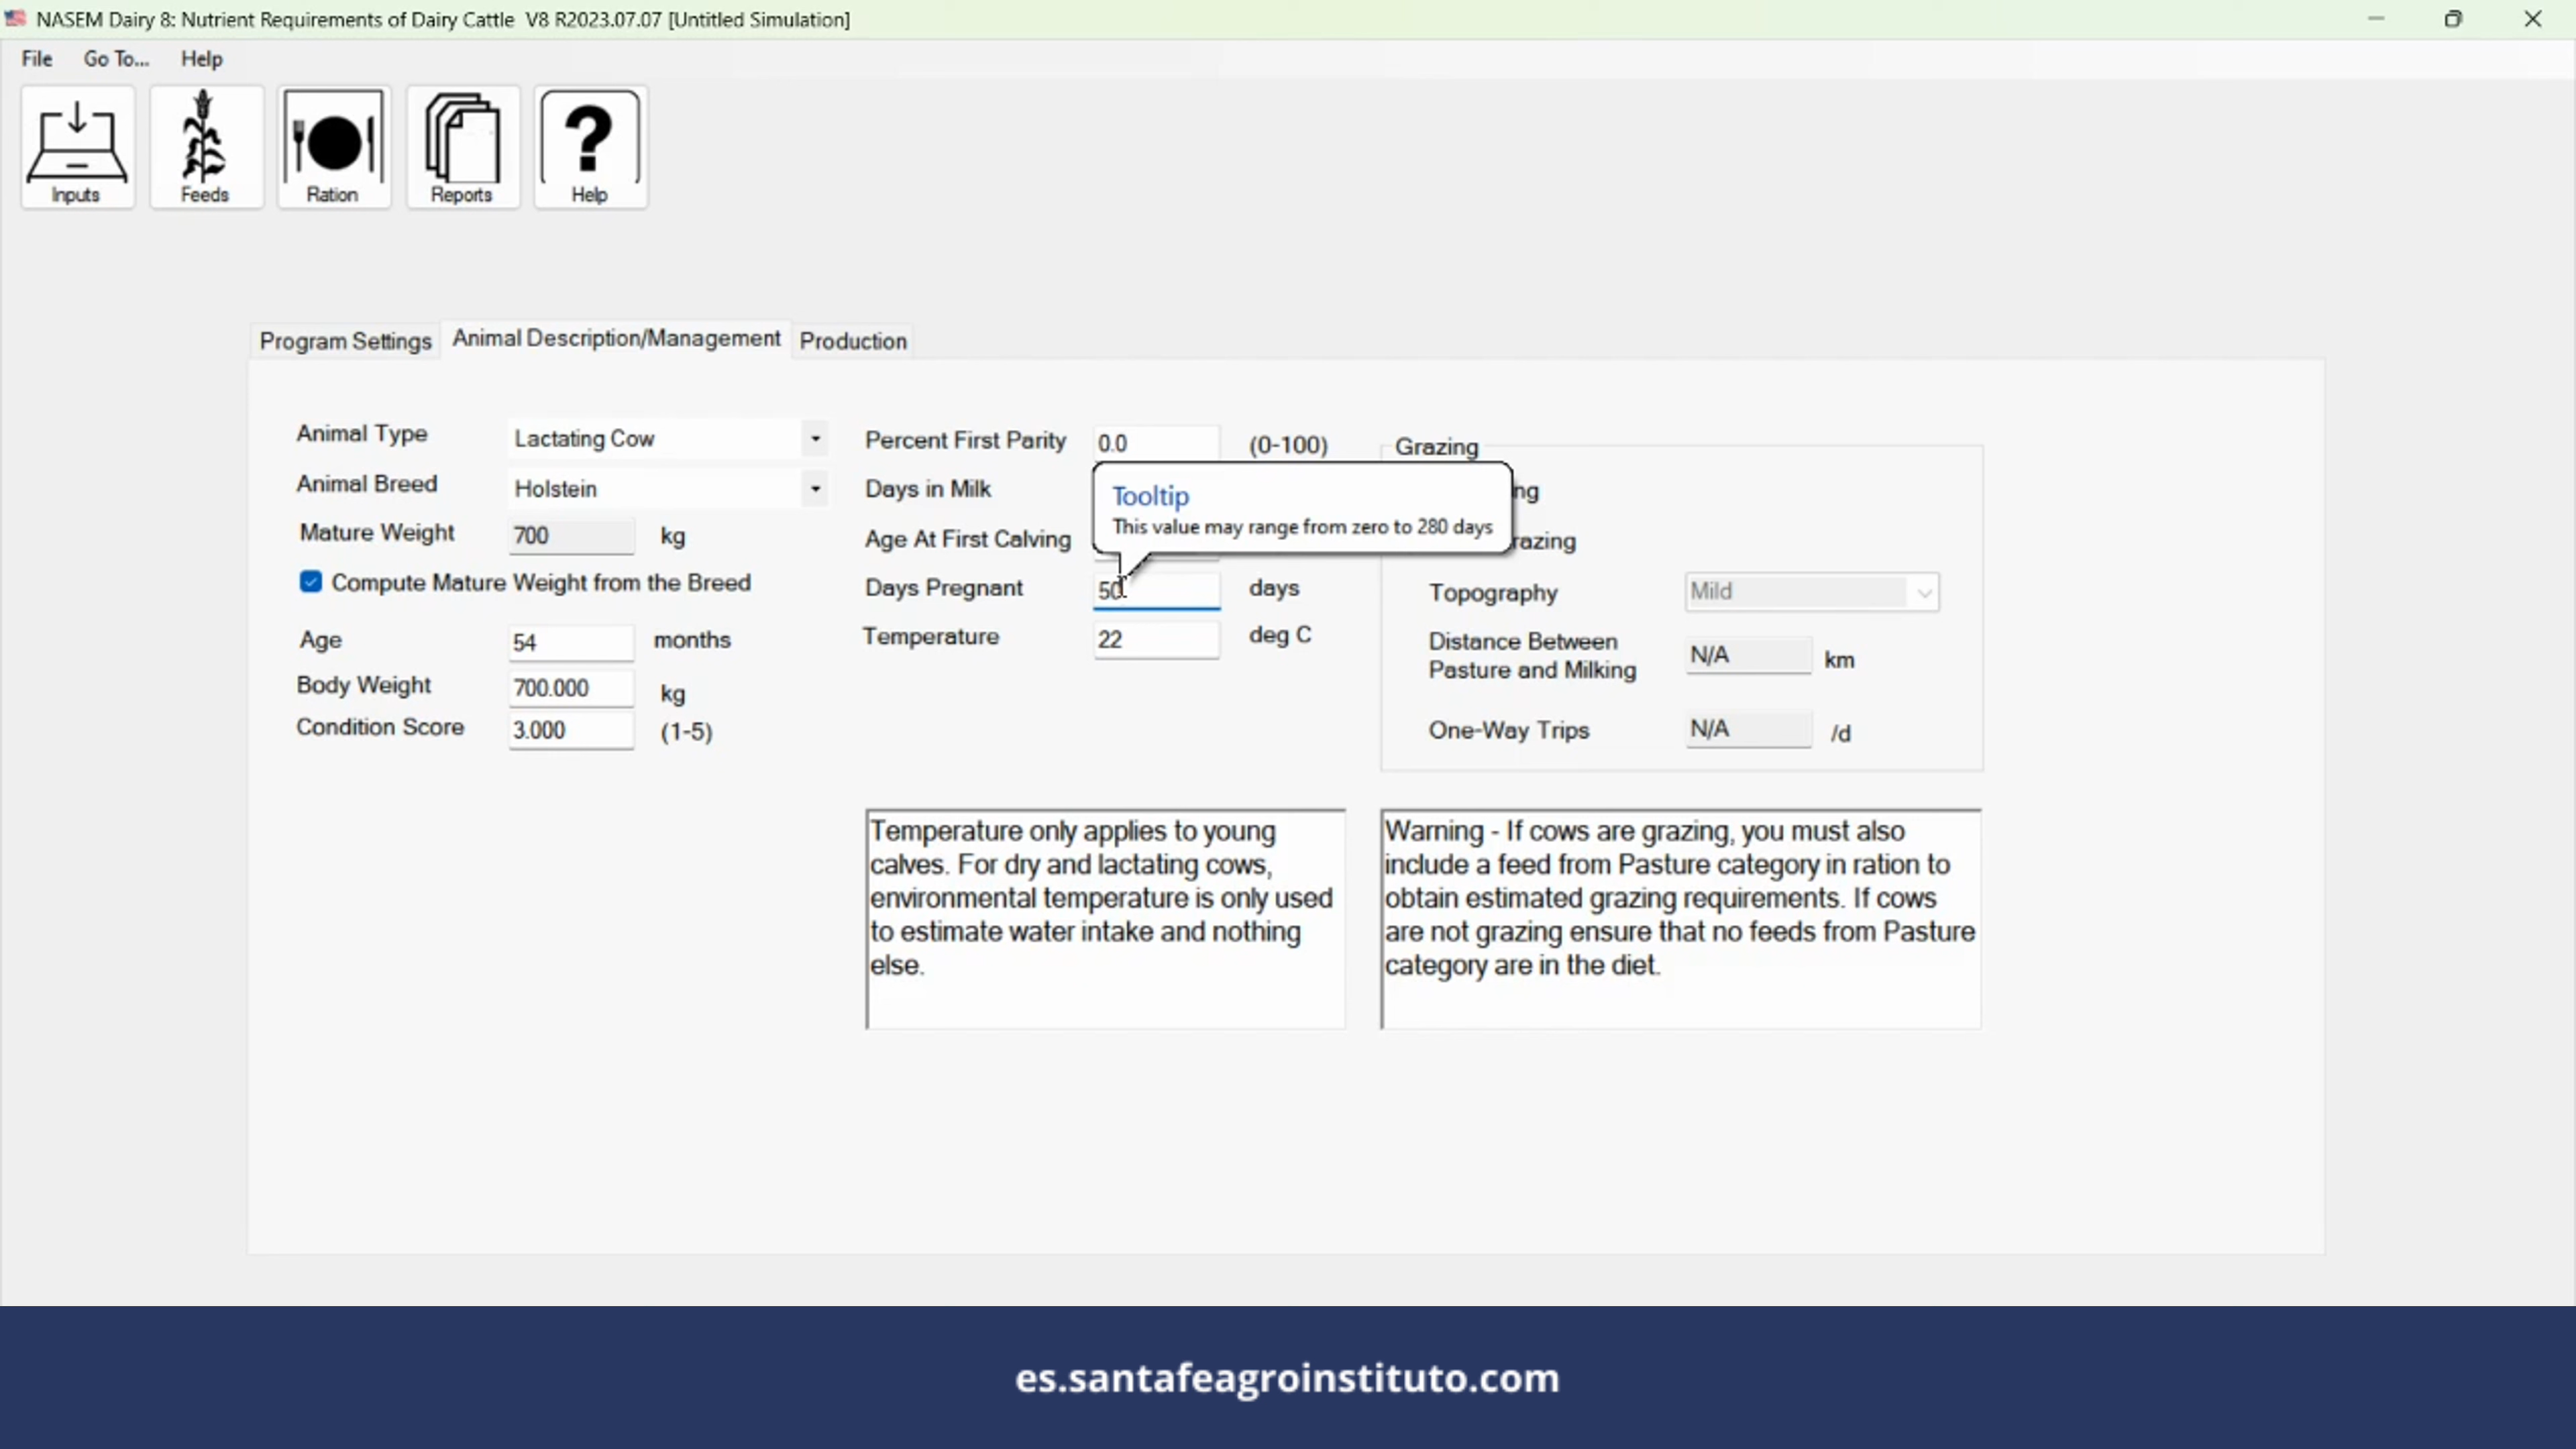 NASEM Dairy 8: Nutrient Requirements of Dairy Cattle V8 R2023.07.07 [Untitled Simulation]
File Go To... Help
Inputs Feeds Ration Reports Help
Program Settings Animal Description/Management Production
Animal Type Lactating Cow
Animal Breed Holstein
Mature Weight 700 kg
Compute Mature Weight from the Breed
Age 54 months
Body Weight 700.000 kg
Condition Score 3.000 (1-5)
Percent First Parity 0.0 (0-100)
Days in Milk
Age At First Calving
Days Pregnant 50 days
Temperature 22 deg C
Tooltip
This value may range from zero to 280 days
Grazing
ng
razing
Topography Mild
Distance Between
Pasture and Milking N/A km
One-Way Trips N/A /d
Temperature only applies to young
calves. For dry and lactating cows,
environmental temperature is only used
to estimate water intake and nothing
else.
Warning - If cows are grazing, you must also
include a feed from Pasture category in ration to
obtain estimated grazing requirements. If cows
are not grazing ensure that no feeds from Pasture
category are in the diet.
es.santafeagroinstituto.com